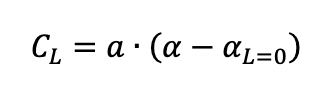 C_L = a · (α − α_{L=0})